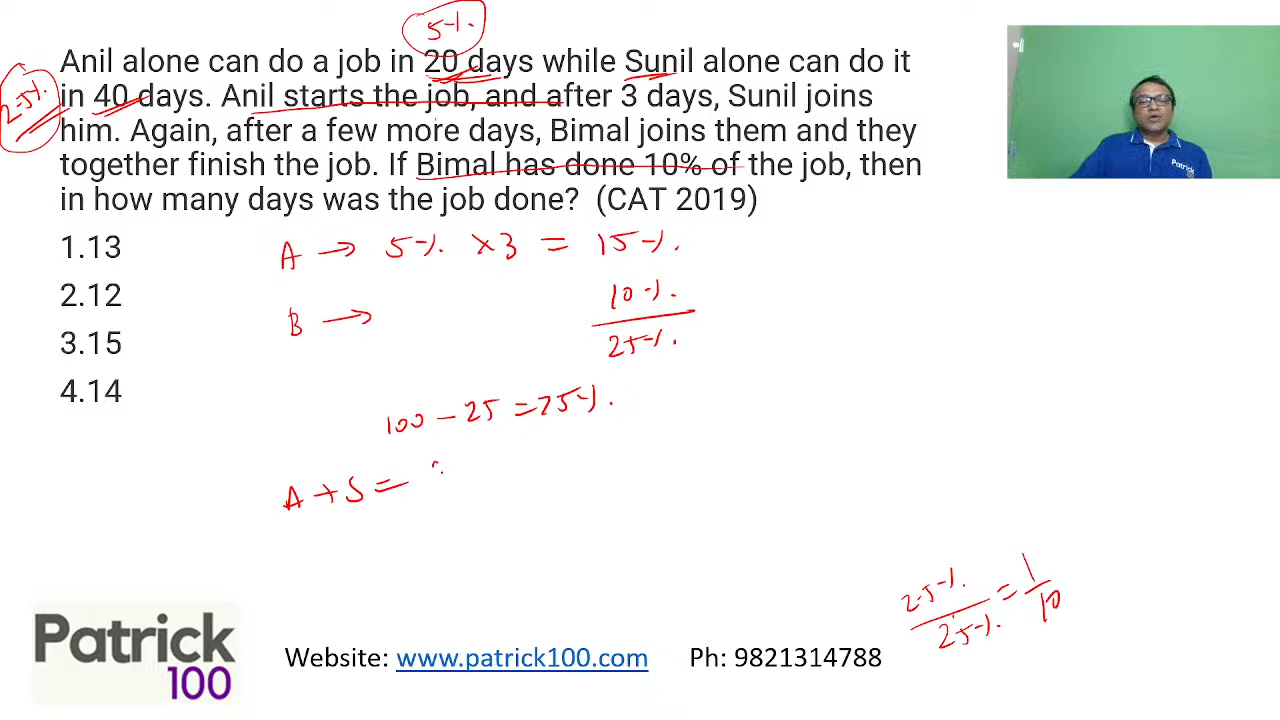 5%
Anil alone can do a job in 20 days while Sunil alone can do it
2.5%
in 40 days. Anil starts the job, and after 3 days, Sunil joins
him. Again, after a few more days, Bimal joins them and they
together finish the job. If Bimal has done 10% of the job, then
in how many days was the job done? (CAT 2019)
1.13
A → 5% × 3 = 15%.
2.12
B → 10%.
25%.
3.15
4.14
100 - 25 = 75%.
A + S =
2.5%. / 25%. = 1/10
Patrick
100
Website: www.patrick100.com Ph: 9821314788
Patrick